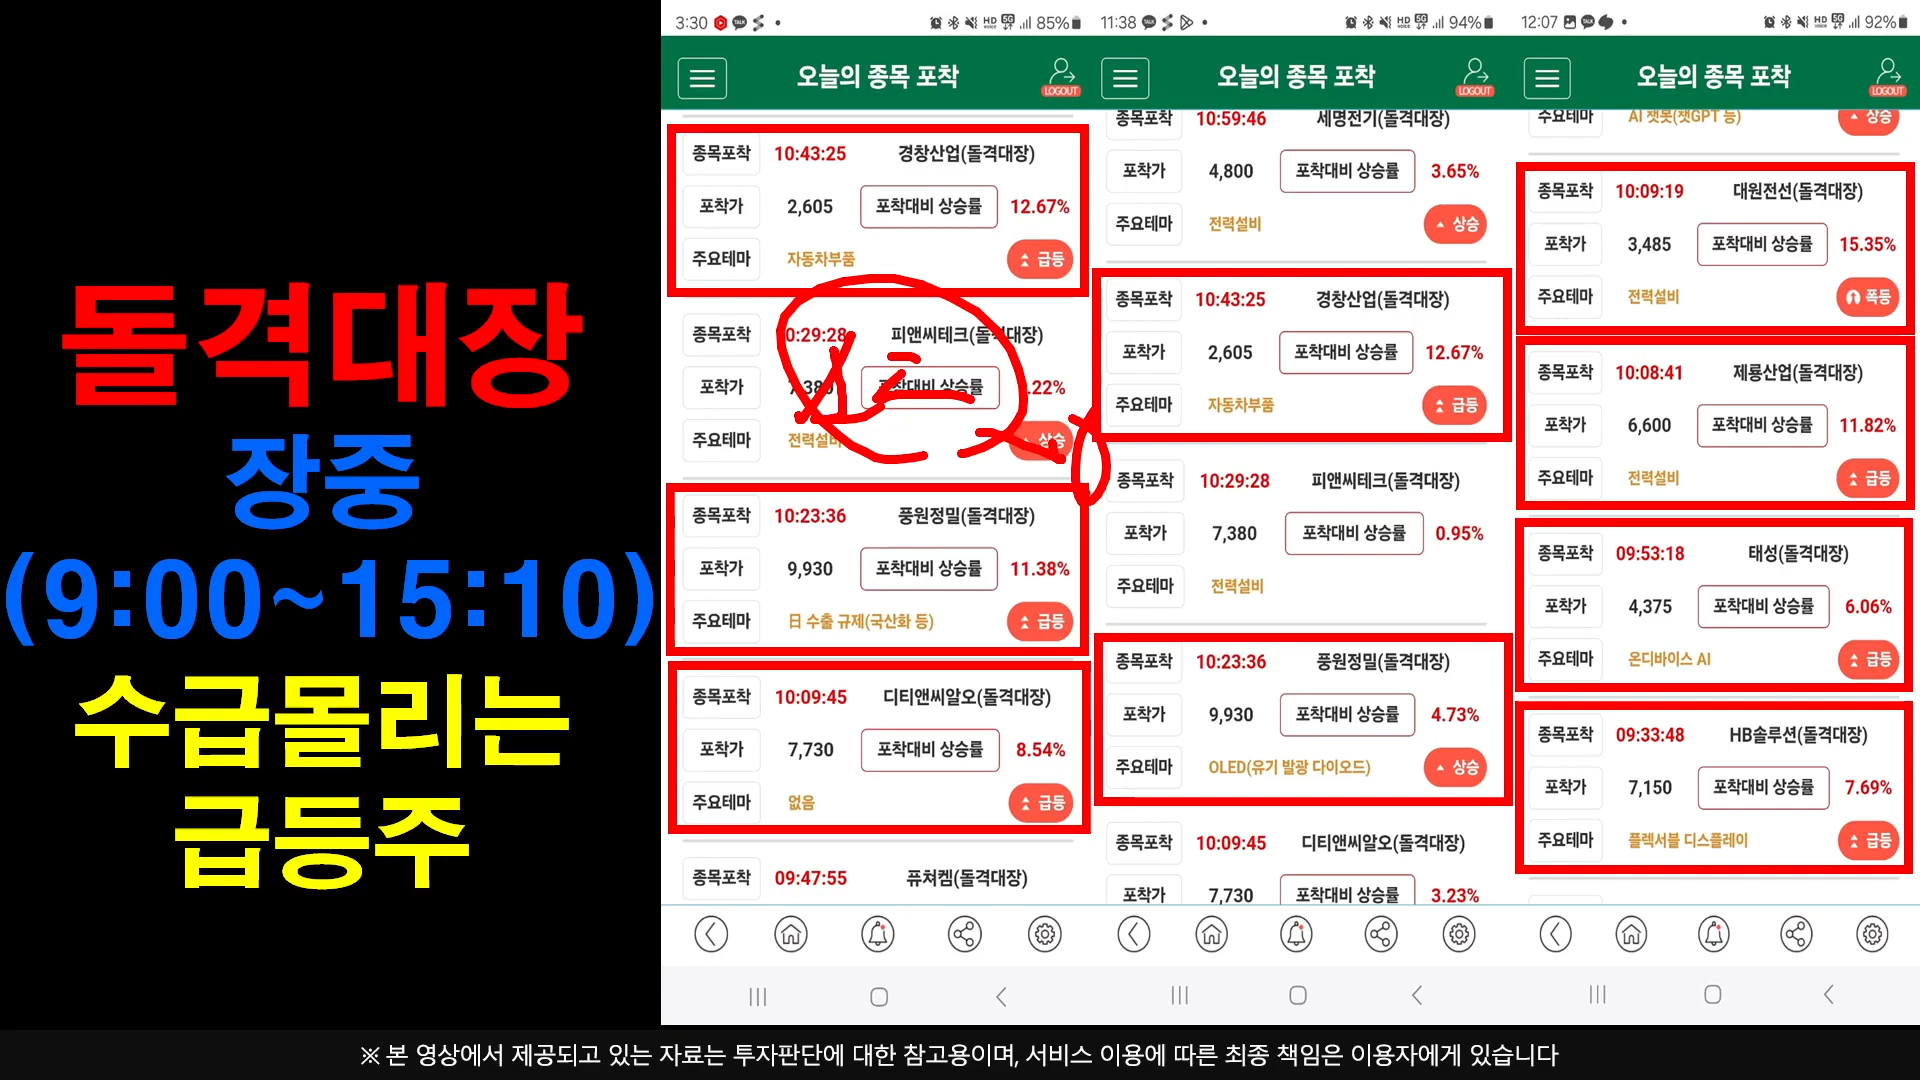 돌격대장
장중
(9:00~15:10)
수급몰리는
급등주
3:30
85%
오늘의 종목 포착
LOGOUT
종목포착 10:43:25 경창산업(돌격대장)
포착가 2,605 포착대비 상승률 12.67%
주요테마 자동차부품 급등
종목포착 0:29:28 피앤씨테크(돌격대장)
포착가 7,380 포착대비 상승률 .22%
주요테마 전력설비 상승
종목포착 10:23:36 풍원정밀(돌격대장)
포착가 9,930 포착대비 상승률 11.38%
주요테마 日 수출 규제(국산화 등) 급등
종목포착 10:09:45 디티앤씨알오(돌격대장)
포착가 7,730 포착대비 상승률 8.54%
주요테마 없음 급등
종목포착 09:47:55 퓨쳐켐(돌격대장)
11:38
94%
오늘의 종목 포착
LOGOUT
종목포착 10:59:46 세명전기(돌격대장)
포착가 4,800 포착대비 상승률 3.65%
주요테마 전력설비 상승
종목포착 10:43:25 경창산업(돌격대장)
포착가 2,605 포착대비 상승률 12.67%
주요테마 자동차부품 급등
종목포착 10:29:28 피앤씨테크(돌격대장)
포착가 7,380 포착대비 상승률 0.95%
주요테마 전력설비
종목포착 10:23:36 풍원정밀(돌격대장)
포착가 9,930 포착대비 상승률 4.73%
주요테마 OLED(유기 발광 다이오드) 상승
종목포착 10:09:45 디티앤씨알오(돌격대장)
포착가 7,730 포착대비 상승률 3.23%
12:07
92%
오늘의 종목 포착
LOGOUT
주요테마 AI 챗봇(챗GPT 등) 상승
종목포착 10:09:19 대원전선(돌격대장)
포착가 3,485 포착대비 상승률 15.35%
주요테마 전력설비 폭등
종목포착 10:08:41 제룡산업(돌격대장)
포착가 6,600 포착대비 상승률 11.82%
주요테마 전력설비 급등
종목포착 09:53:18 태성(돌격대장)
포착가 4,375 포착대비 상승률 6.06%
주요테마 온디바이스 AI 급등
종목포착 09:33:48 HB솔루션(돌격대장)
포착가 7,150 포착대비 상승률 7.69%
주요테마 플렉서블 디스플레이 급등
※ 본 영상에서 제공되고 있는 자료는 투자판단에 대한 참고용이며, 서비스 이용에 따른 최종 책임은 이용자에게 있습니다